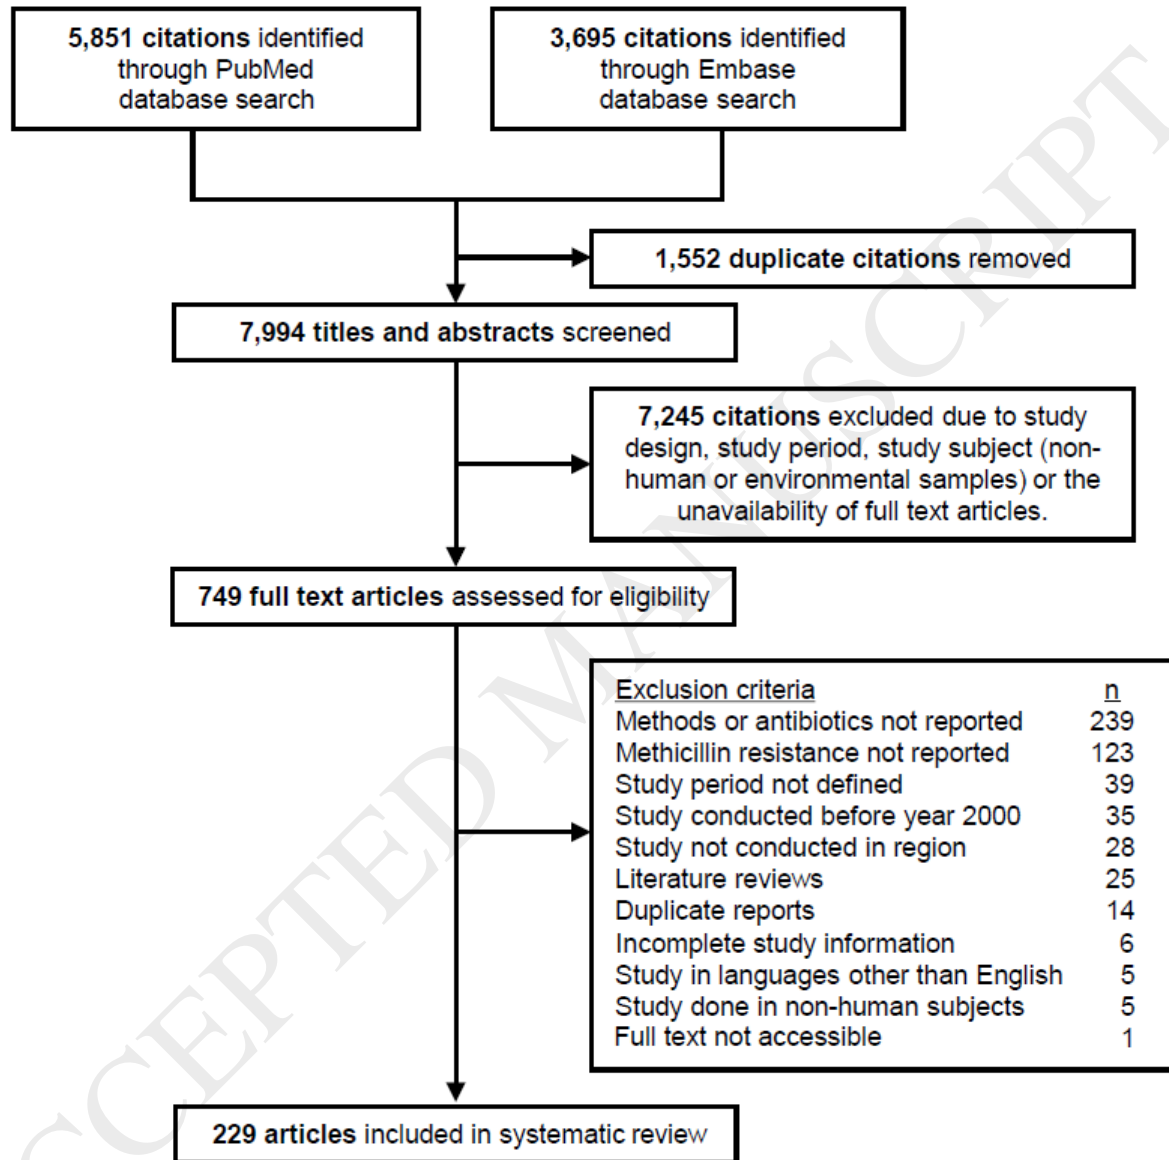 5,851 citations identified
through PubMed
database search
3,695 citations identified
through Embase
database search
1,552 duplicate citations removed
7,994 titles and abstracts screened
7,245 citations excluded due to study
design, study period, study subject (non-
human or environmental samples) or the
unavailability of full text articles.
749 full text articles assessed for eligibility
Exclusion criteria n
Methods or antibiotics not reported 239
Methicillin resistance not reported 123
Study period not defined 39
Study conducted before year 2000 35
Study not conducted in region 28
Literature reviews 25
Duplicate reports 14
Incomplete study information 6
Study in languages other than English 5
Study done in non-human subjects 5
Full text not accessible 1
229 articles included in systematic review
CCEPTED MANUSCRIPT